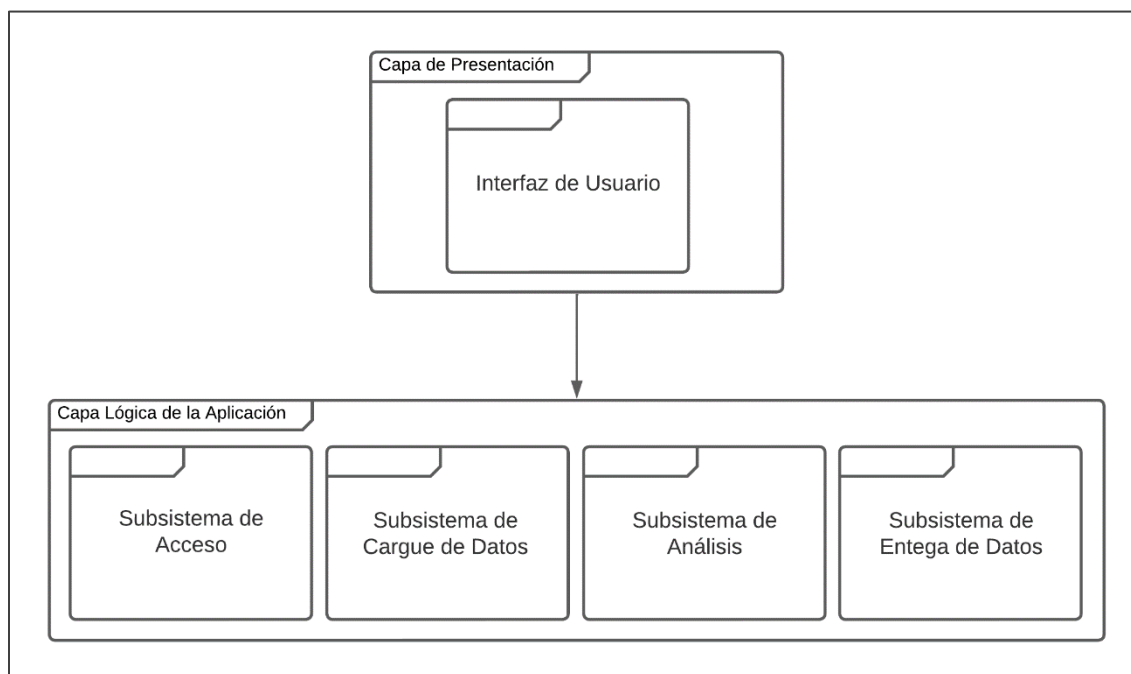 Capa de Presentación
Interfaz de Usuario
Capa Lógica de la Aplicación
Subsistema de
Acceso
Subsistema de
Cargue de Datos
Subsistema de
Análisis
Subsistema de
Entega de Datos